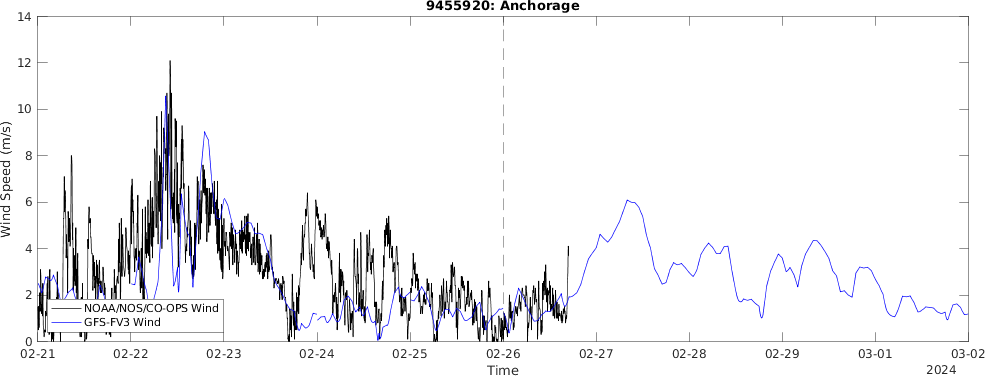 9455920: Anchorage
14
12
10
8
6
4
2
0
Wind Speed (m/s)
NOAA/NOS/CO-OPS Wind
GFS-FV3 Wind
02-21 02-22 02-23 02-24 02-25 02-26 02-27 02-28 02-29 03-01 03-02
Time
2024